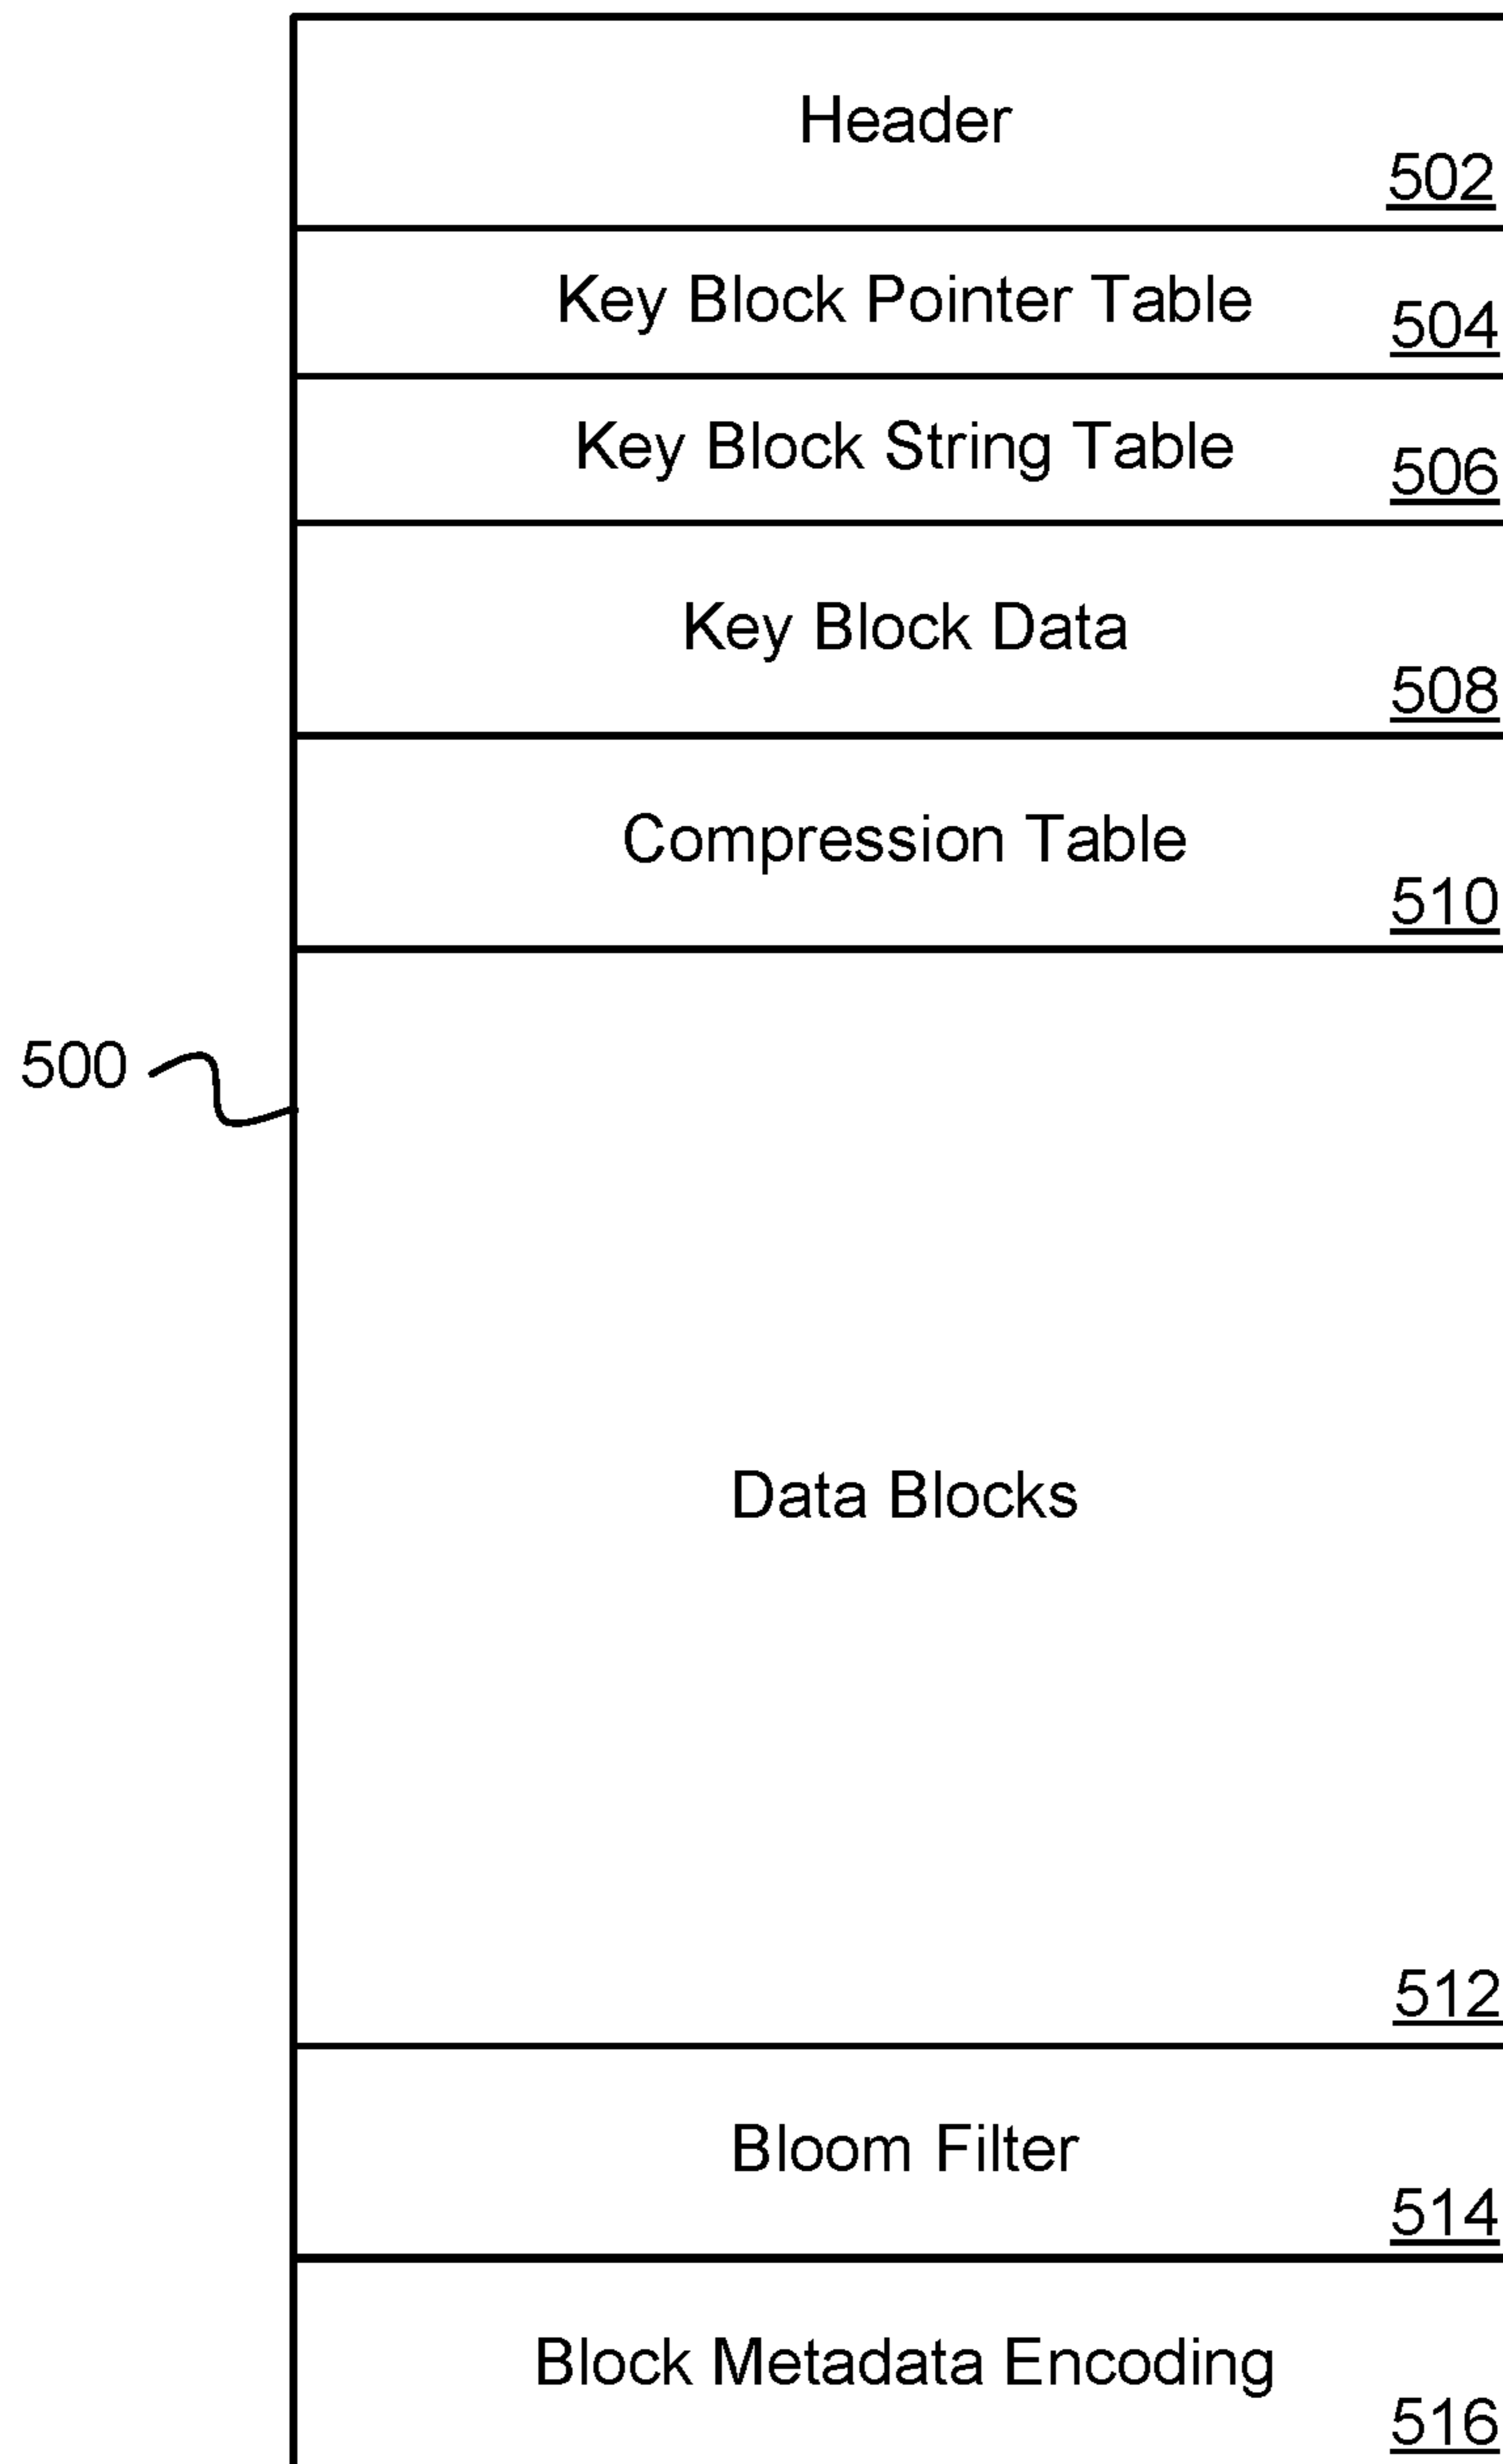 Header
502
Key Block Pointer Table
504
Key Block String Table
506
Key Block Data
508
Compression Table
510
500
Data Blocks
512
Bloom Filter
514
Block Metadata Encoding
516